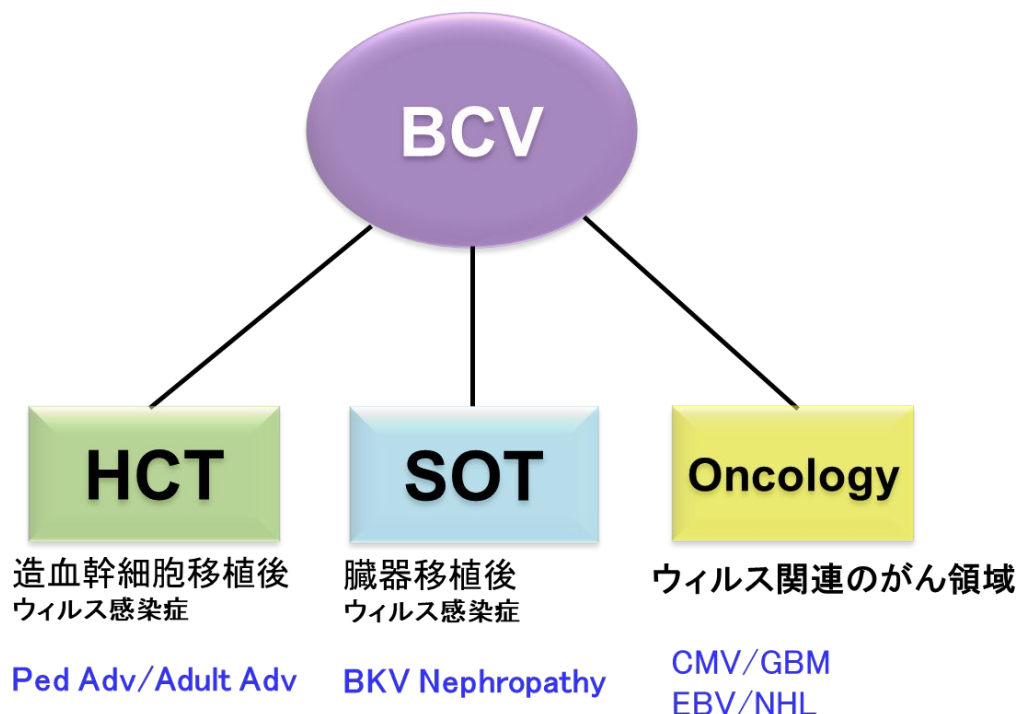 BCV
HCT
SOT
Oncology
造血幹細胞移植後
ウィルス感染症
臓器移植後
ウィルス感染症
ウィルス関連のがん領域
Ped Adv/Adult Adv
BKV Nephropathy
CMV/GBM
EBV/NHL